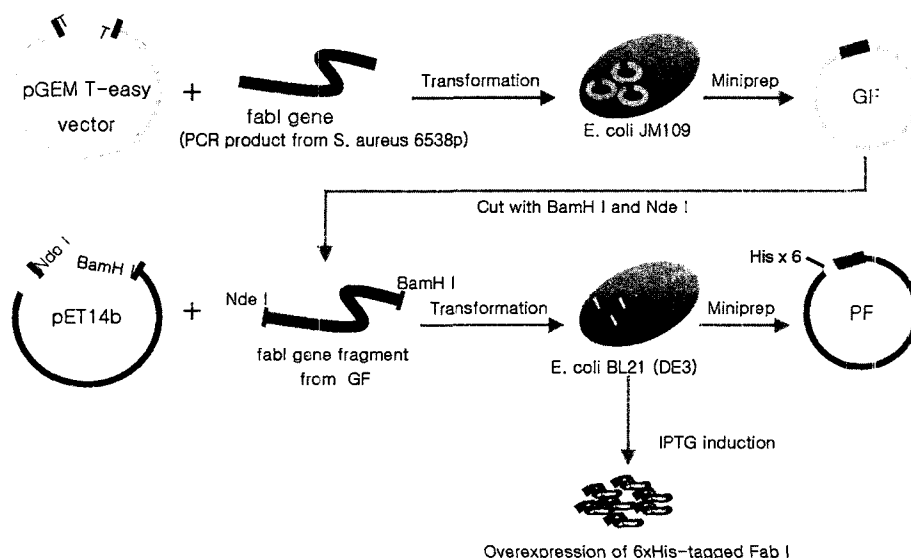 T T
pGEM T-easy
vector
+
fabI gene
(PCR product from S. aureus 6538p)
Transformation
E. coli JM109
Miniprep
GF
Cut with BamH I and Nde I
Nde I
BamH I
pET14b
+
Nde I
BamH I
fabI gene fragment
from GF
Transformation
E. coli BL21 (DE3)
Miniprep
His x 6
PF
IPTG induction
Overexpression of 6xHis-tagged Fab I